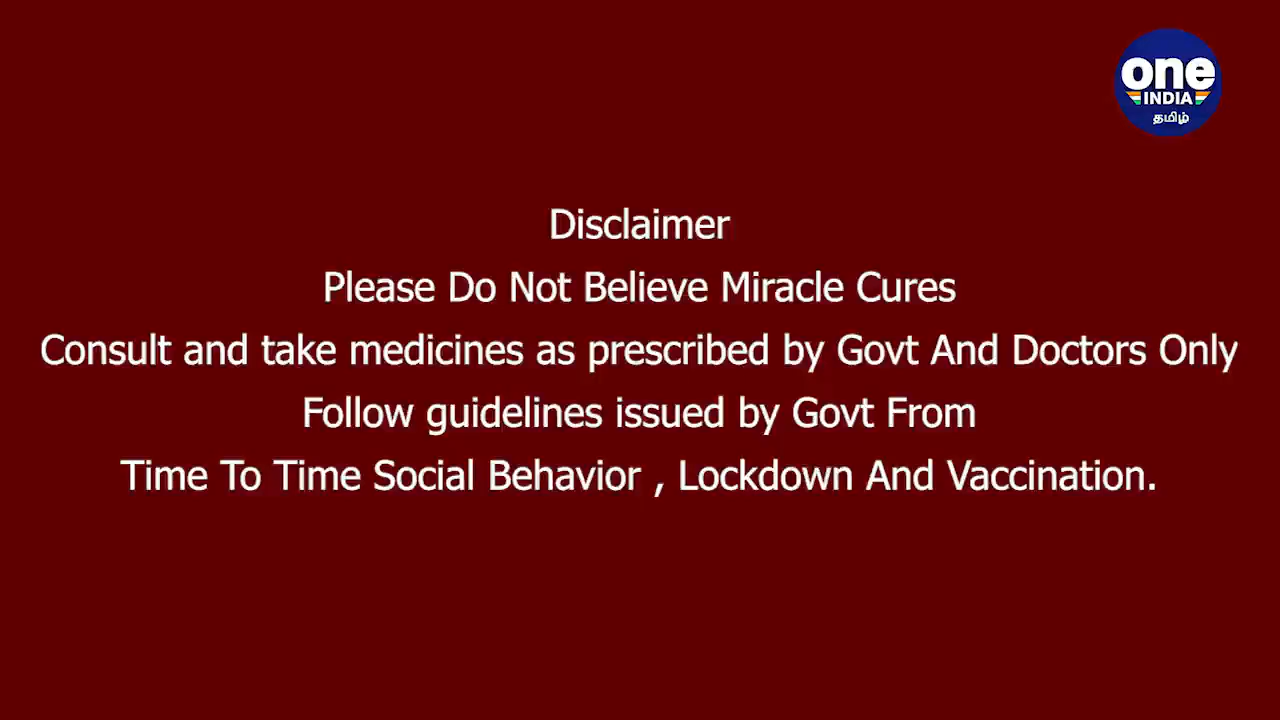 one
INDIA
தமிழ்
Disclaimer
Please Do Not Believe Miracle Cures
Consult and take medicines as prescribed by Govt And Doctors Only
Follow guidelines issued by Govt From
Time To Time Social Behavior , Lockdown And Vaccination.